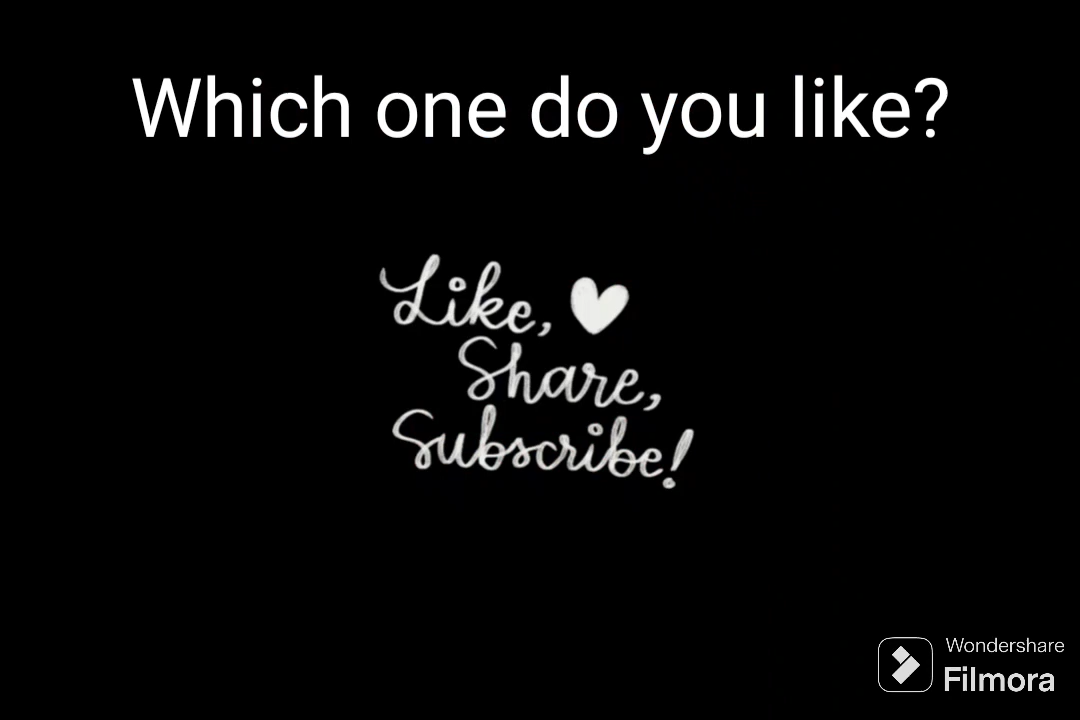 Which one do you like?
Like,
Share,
Subscribe!
Wondershare
Filmora